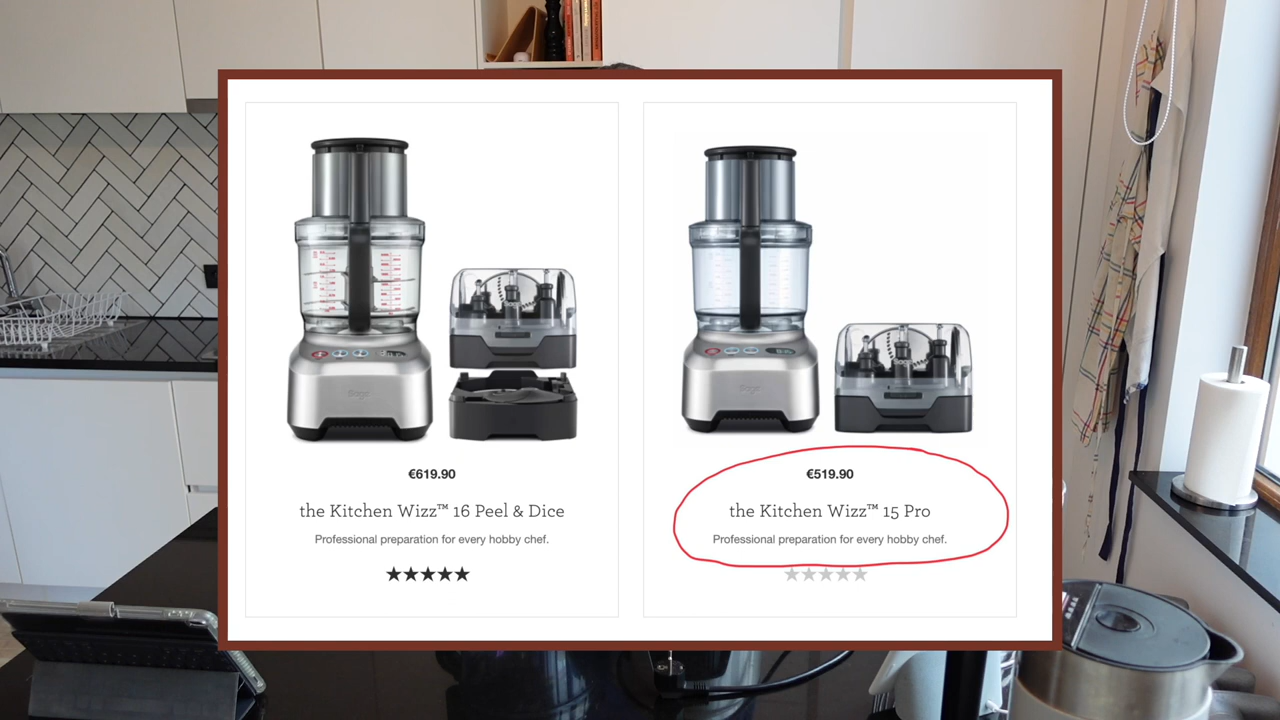 €619.90
the Kitchen Wizz™ 16 Peel & Dice
Professional preparation for every hobby chef.
€519.90
the Kitchen Wizz™ 15 Pro
Professional preparation for every hobby chef.